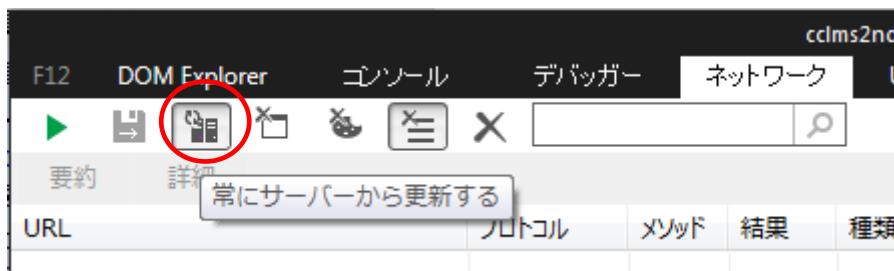 cclms2nd
F12 DOM Explorer コンソール デバッガー ネットワーク
要約 詳細
常にサーバーから更新する
URL プロトコル メソッド 結果 種類